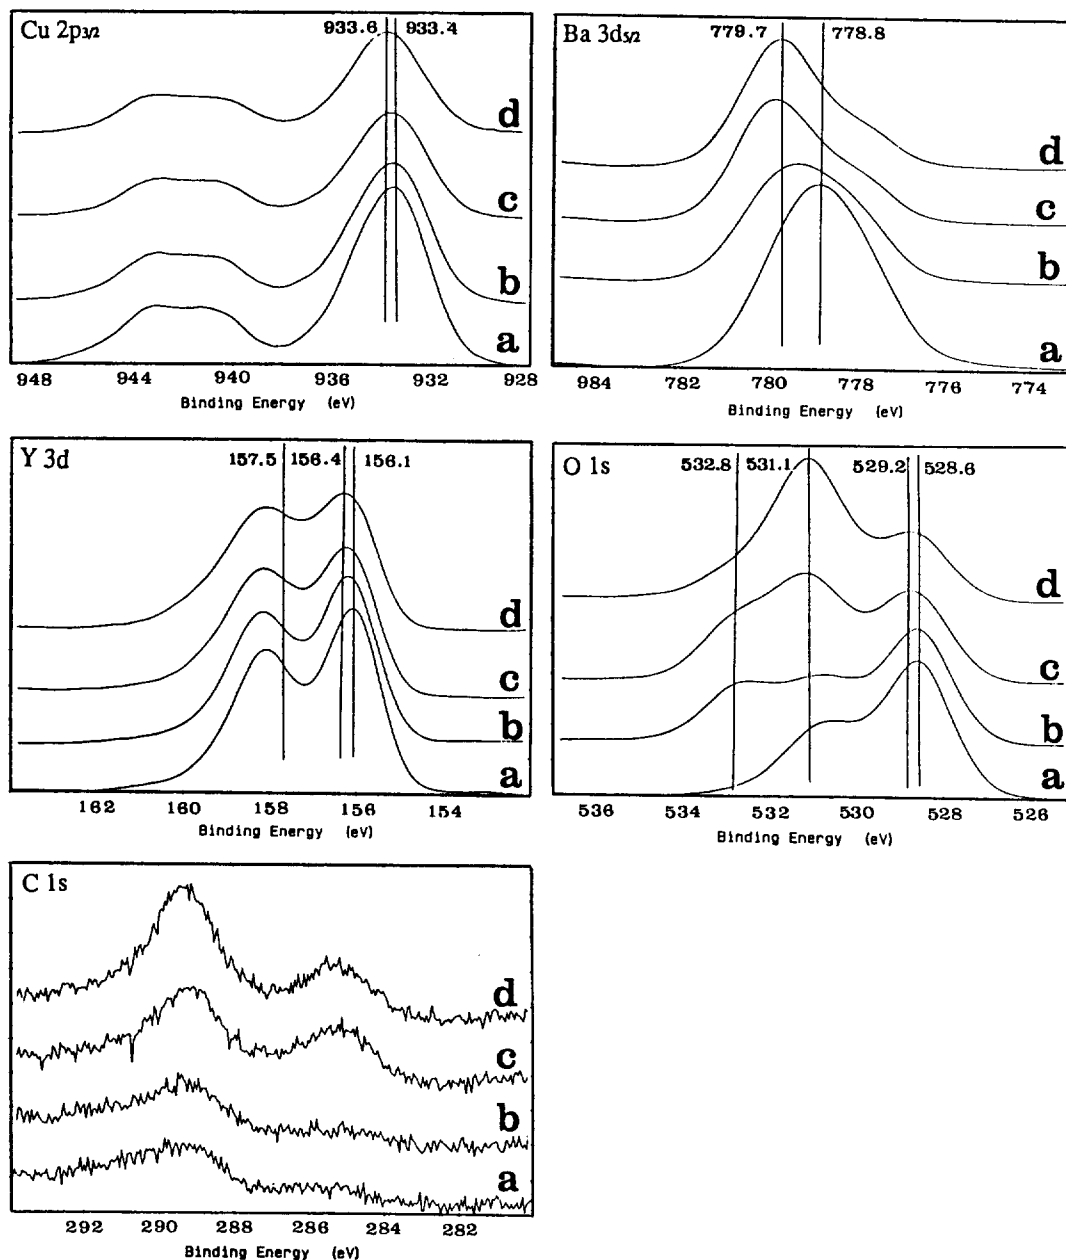 Cu 2p3/2
933.6 933.4
d
c
b
a
948 944 940 936 932 928
Binding Energy (eV)
Ba 3d5/2
779.7 778.8
d
c
b
a
984 782 780 778 776 774
Binding Energy (eV)
Y 3d
157.5 156.4 156.1
d
c
b
a
162 160 158 156 154
Binding Energy (eV)
O 1s
532.8 531.1 529.2 528.6
d
c
b
a
536 534 532 530 528 526
Binding Energy (eV)
C 1s
d
c
b
a
292 290 288 286 284 282
Binding Energy (eV)